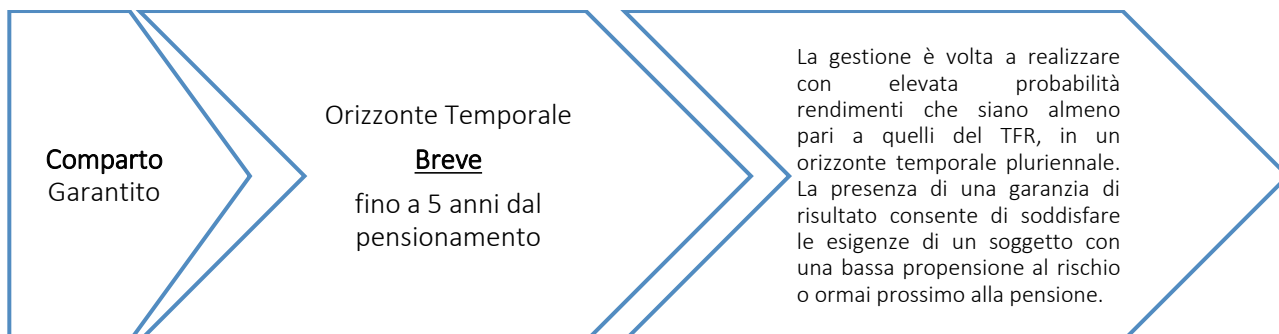 Comparto
Garantito
Orizzonte Temporale
Breve
fino a 5 anni dal
pensionamento
La gestione è volta a realizzare
con elevata probabilità
rendimenti che siano almeno
pari a quelli del TFR, in un
orizzonte temporale pluriennale.
La presenza di una garanzia di
risultato consente di soddisfare
le esigenze di un soggetto con
una bassa propensione al rischio
o ormai prossimo alla pensione.